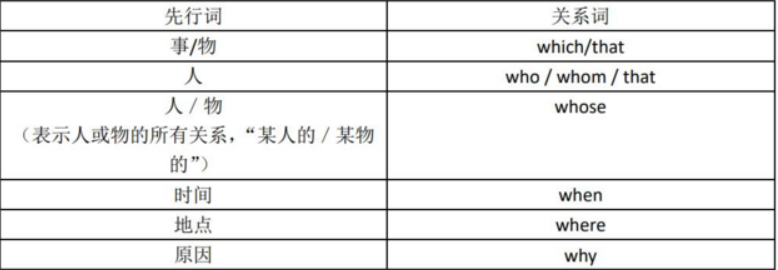 先行词 关系词
事/物 which/that
人 who / whom / that
人 / 物 whose
（表示人或物的所有关系，“某人的 / 某物
的”）
时间 when
地点 where
原因 why